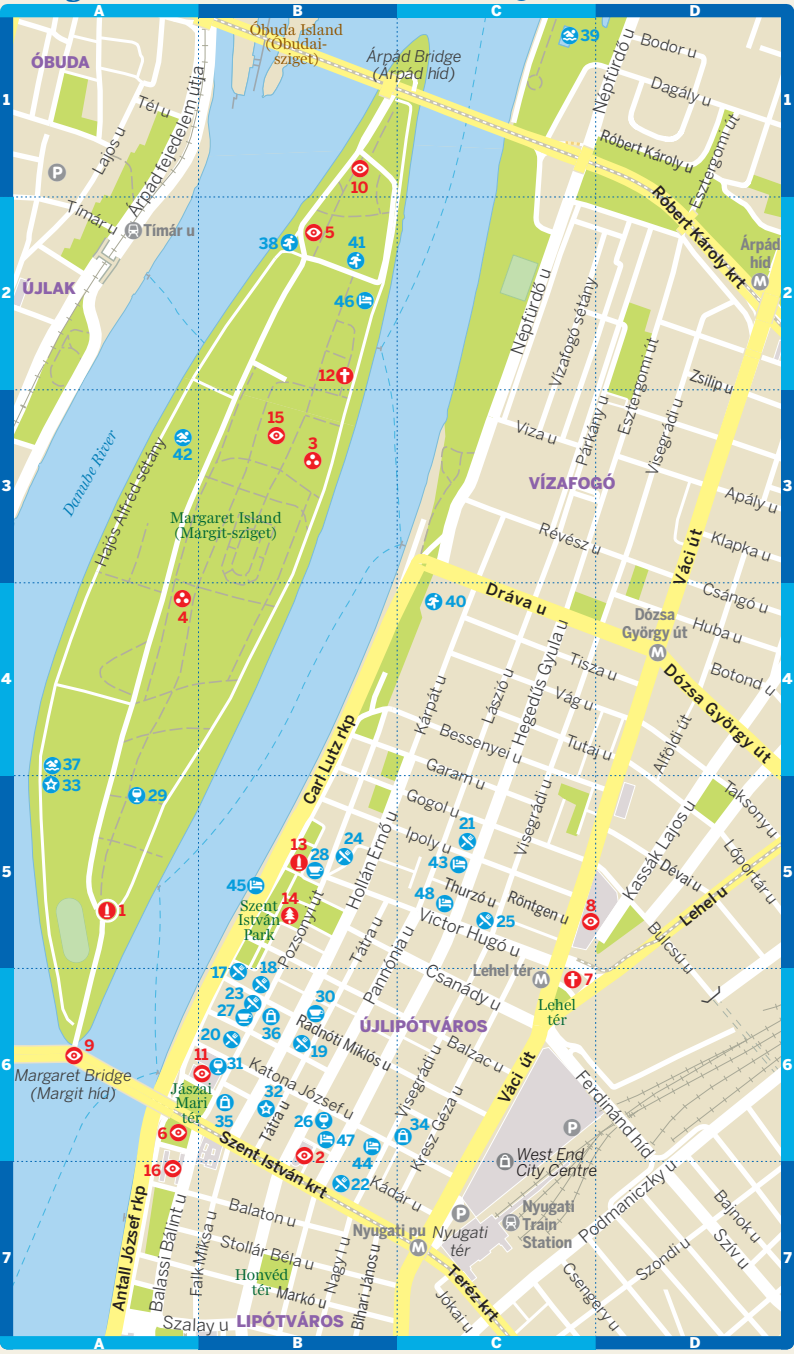 A
B
C
D
ÓBUDA
Óbuda Island
(Óbudai-
sziget)
Árpád Bridge
(Árpád híd)
39
Népfürdő u
Bodor u
Dagály u
1
1
Tél u
Lajos u
Árpád fejedelem útja
Róbert Károly u
Esztergomi út
P
10
Tímár u
Tímár u
38
5
41
Róbert Károly krt
Árpád
híd
M
ÚJLAK
2
2
46
Népfürdő u
Vizafogó sétány
Esztergomi út
12
Zsilip u
15
3
42
Viza u
Párkány u
Visegrádi u
Danube River
Hajós Alfréd sétány
3
3
VÍZAFOGÓ
Margaret Island
(Margit-sziget)
Apály u
Révész u
Váci út
Klapka u
4
40
Dráva u
Csángó u
Dózsa
György út
M
Huba u
4
4
Tisza u
Botond u
Kárpát u
László u
Hegedűs Gyula u
Vág u
Dózsa György út
Carl Lutz rkp
Bessenyei u
Tutaj u
Alföldi út
37
33
29
Garam u
Taksony u
Gogol u
Visegrádi u
13
28
24
Hollán Ernő u
Ipoly u
21
43
Kassák Lajos u
Dévai u
Lőportár u
5
5
45
14
Szent
István
Park
Pozsonyi út
48
Thurzó u
Röntgen u
8
Lehel u
1
25
Victor Hugó u
Bulcsú u
Tátra u
Pannónia u
17
18
Csanády u
Lehel tér
M
7
23
27
36
30
Lehel
tér
20
19
Radnóti Miklós u
ÚJLIPÓTVÁROS
Balzac u
9
6
6
Margaret Bridge
(Margit híd)
11
31
Katona József u
Visegrádi u
Váci út
Ferdinánd híd
Jászai
Mari
tér
35
32
Tátra u
26
47
34
Kresz Géza u
P
6
Szent István krt
2
44
West End
City Centre
16
22
Kádár u
Podmaniczky u
Balaton u
P
Nyugati
Train
Station
Bajnok u
Antall József rkp
Balassi Bálint u
Falk Miksa u
Stollár Béla u
Nyugati pu
M
Nyugati
tér
Szív u
7
7
Nagy I u
Bihari János u
Szondi u
Honvéd
tér
Markó u
Teréz krt
Csengery u
Szalay u
LIPÓTVÁROS
Jókai u
A
B
C
D